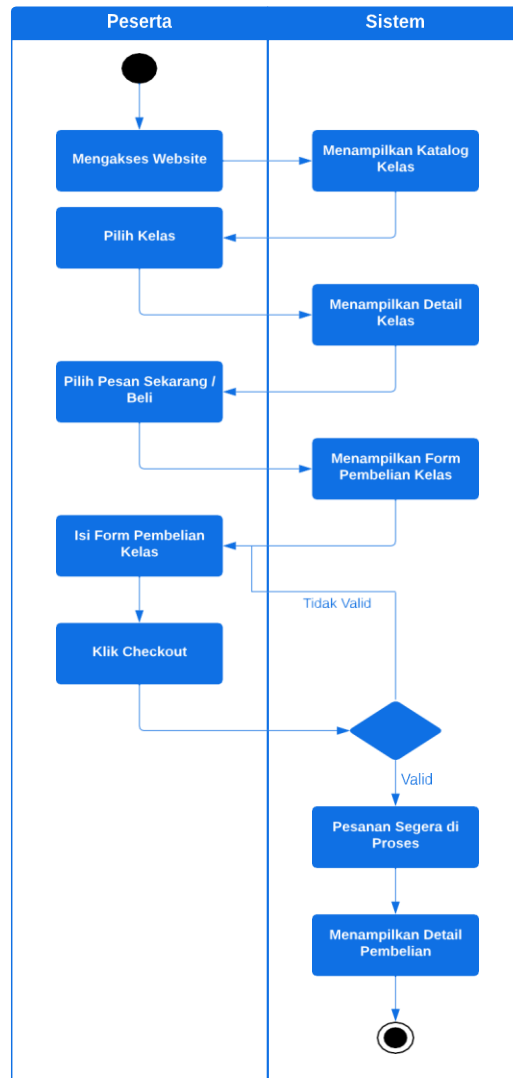 Peserta
Sistem
Mengakses Website
Menampilkan Katalog
Kelas
Pilih Kelas
Menampilkan Detail
Kelas
Pilih Pesan Sekarang /
Beli
Menampilkan Form
Pembelian Kelas
Isi Form Pembelian
Kelas
Tidak Valid
Klik Checkout
Valid
Pesanan Segera di
Proses
Menampilkan Detail
Pembelian